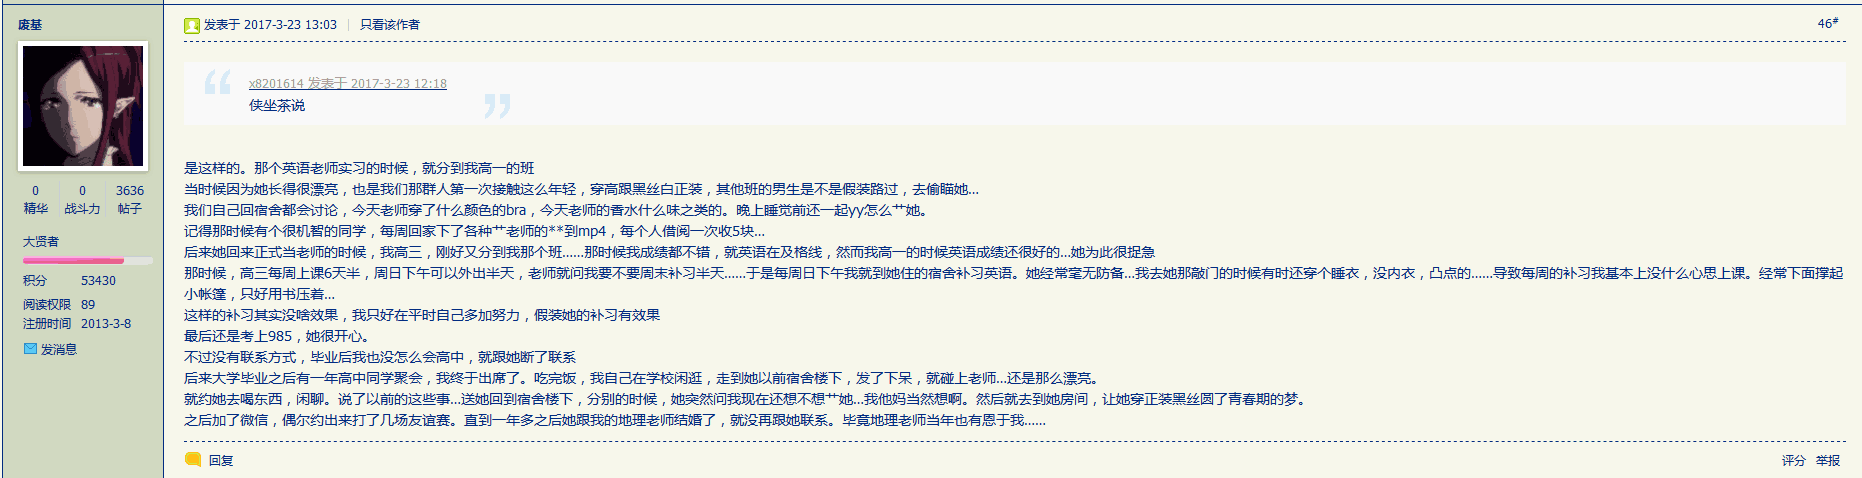 废基
发表于 2017-3-23 13:03 只看该作者
46#
x8201614 发表于 2017-3-23 12:18
侠坐茶说
0 0 3636
精华 战斗力 帖子
大贤者
积分 53430
阅读权限 89
注册时间 2013-3-8
发消息
是这样的。那个英语老师实习的时候，就分到我高一的班
当时候因为她长得很漂亮，也是我们那群人第一次接触这么年轻，穿高跟黑丝白正装，其他班的男生是不是假装路过，去偷瞄她...
我们自己回宿舍都会讨论，今天老师穿了什么颜色的bra，今天老师的香水什么味之类的。晚上睡觉前还一起yy怎么艹她。
记得那时候有个很机智的同学，每周回家下了各种艹老师的**到mp4，每个人借阅一次收5块...
后来她回来正式当老师的时候，我高三，刚好又分到我那个班......那时候我成绩都不错，就英语在及格线，然而我高一的时候英语成绩还很好的...她为此很捉急
那时候，高三每周上课6天半，周日下午可以外出半天，老师就问我要不要周末补习半天......于是每周日下午我就到她住的宿舍补习英语。她经常毫无防备...我去她那敲门的时候有时还穿个睡衣，没内衣，凸点的......导致每周的补习我基本上没什么心思上课。经常下面撑起
小帐篷，只好用书压着...
这样的补习其实没啥效果，我只好在平时自己多加努力，假装她的补习有效果
最后还是考上985，她很开心。
不过没有联系方式，毕业后我也没怎么会高中，就跟她断了联系
后来大学毕业之后有一年高中同学聚会，我终于出席了。吃完饭，我自己在学校闲逛，走到她以前宿舍楼下，发了下呆，就碰上老师...还是那么漂亮。
就约她去喝东西，闲聊。说了以前的这些事...送她回到宿舍楼下，分别的时候，她突然问我现在还想不想艹她...我他妈当然想啊。然后就去到她房间，让她穿正装黑丝圆了青春期的梦。
之后加了微信，偶尔约出来打了几场友谊赛。直到一年多之后她跟我的地理老师结婚了，就没再跟她联系。毕竟地理老师当年也有恩于我......
回复
评分 举报